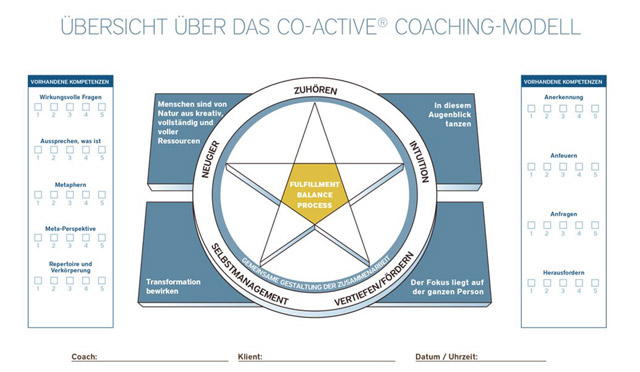 ÜBERSICHT ÜBER DAS CO-ACTIVE® COACHING-MODELL
VORHANDENE KOMPETENZEN
Wirkungsvolle Fragen
1 2 3 4 5
Aussprechen, was ist
1 2 3 4 5
Metaphern
1 2 3 4 5
Meta-Perspektive
1 2 3 4 5
Repertoire und
Verkörperung
1 2 3 4 5
Menschen sind von
Natur aus kreativ,
vollständig und
voller
Ressourcen
In diesem
Augenblick
tanzen
ZUHÖREN
NEUGIER
INTUITION
FULFILLMENT
BALANCE
PROCESS
SELBSTMANAGEMENT
VERTIEFEN/FÖRDERN
GEMEINSAME GESTALTUNG DER ZUSAMMENARBEIT
Transformation
bewirken
Der Fokus liegt auf
der ganzen Person
VORHANDENE KOMPETENZEN
Anerkennung
1 2 3 4 5
Anfeuern
1 2 3 4 5
Anfragen
1 2 3 4 5
Herausfordern
1 2 3 4 5
Coach:
Klient:
Datum / Uhrzeit: